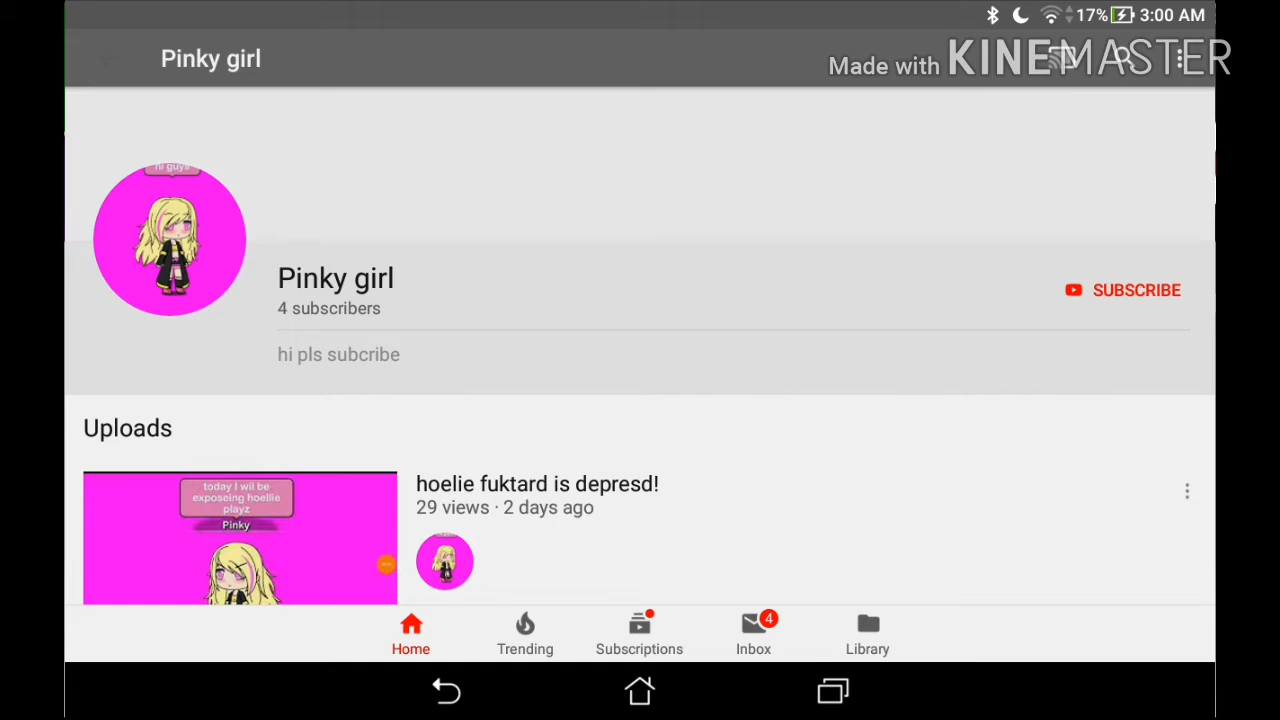 17% 3:00 AM
Pinky girl
Made with KINEMASTER
hi guys
Pinky girl
4 subscribers
SUBSCRIBE
hi pls subcribe
Uploads
today I wil be
exposeing hoellie
playz
Pinky
hoelie fuktard is depresd!
29 views · 2 days ago
Home
Trending
Subscriptions
4
Inbox
Library